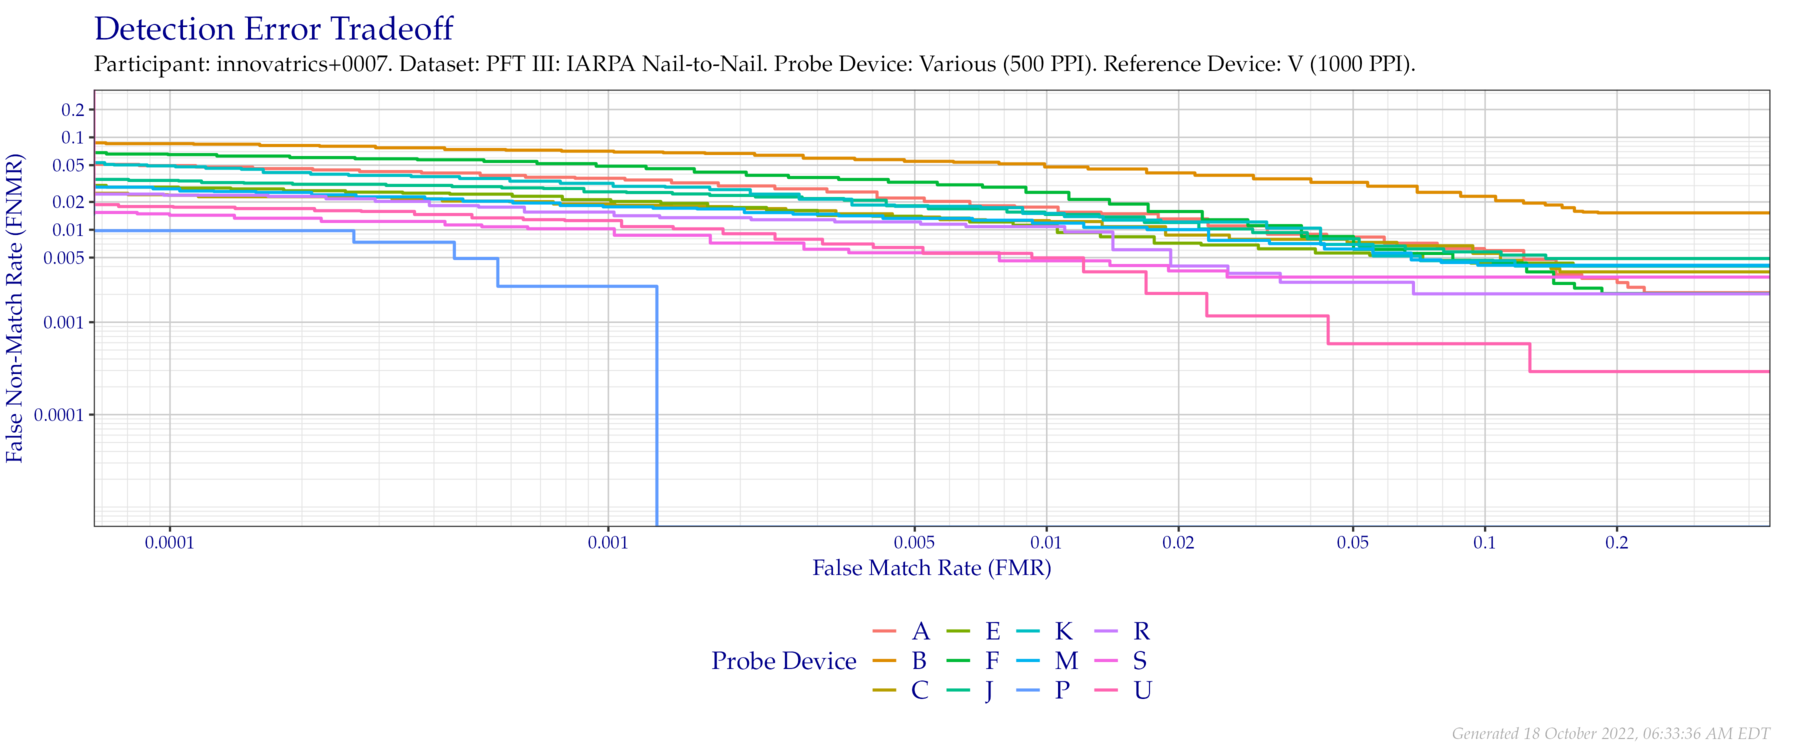 Detection Error Tradeoff
Participant: innovatrics+0007. Dataset: PFT III: IARPA Nail-to-Nail. Probe Device: Various (500 PPI). Reference Device: V (1000 PPI).
False Non-Match Rate (FNMR)
0.2
0.1
0.05
0.02
0.01
0.005
0.001
0.0001
0.0001 0.001 0.005 0.01 0.02 0.05 0.1 0.2
False Match Rate (FMR)
Probe Device
A E K R
B F M S
C J P U
Generated 18 October 2022, 06:33:36 AM EDT